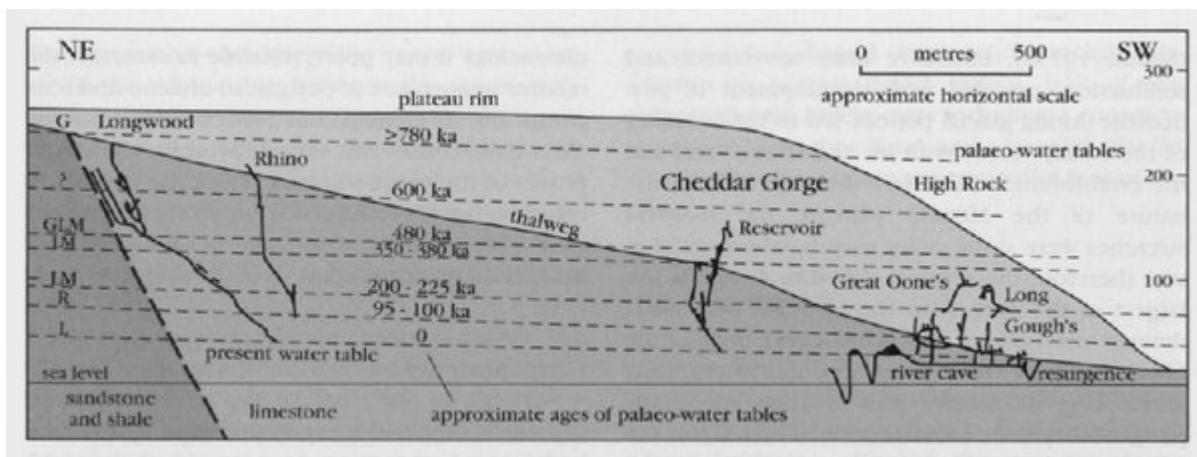 NE
0 metres 500
SW
approximate horizontal scale
300
plateau rim
G Longwood
>780 ka
palaeo-water tables
Rhino
Cheddar Gorge
High Rock
200
600 ka
thalweg
GLM
480 ka
Reservoir
LM
350 - 380 ka
LM
200 - 225 ka
Great Oone's
100
Long
R
95 - 100 ka
Gough's
L
0
present water table
river cave
resurgence
sea level
sandstone
and shale
limestone
approximate ages of palaeo-water tables